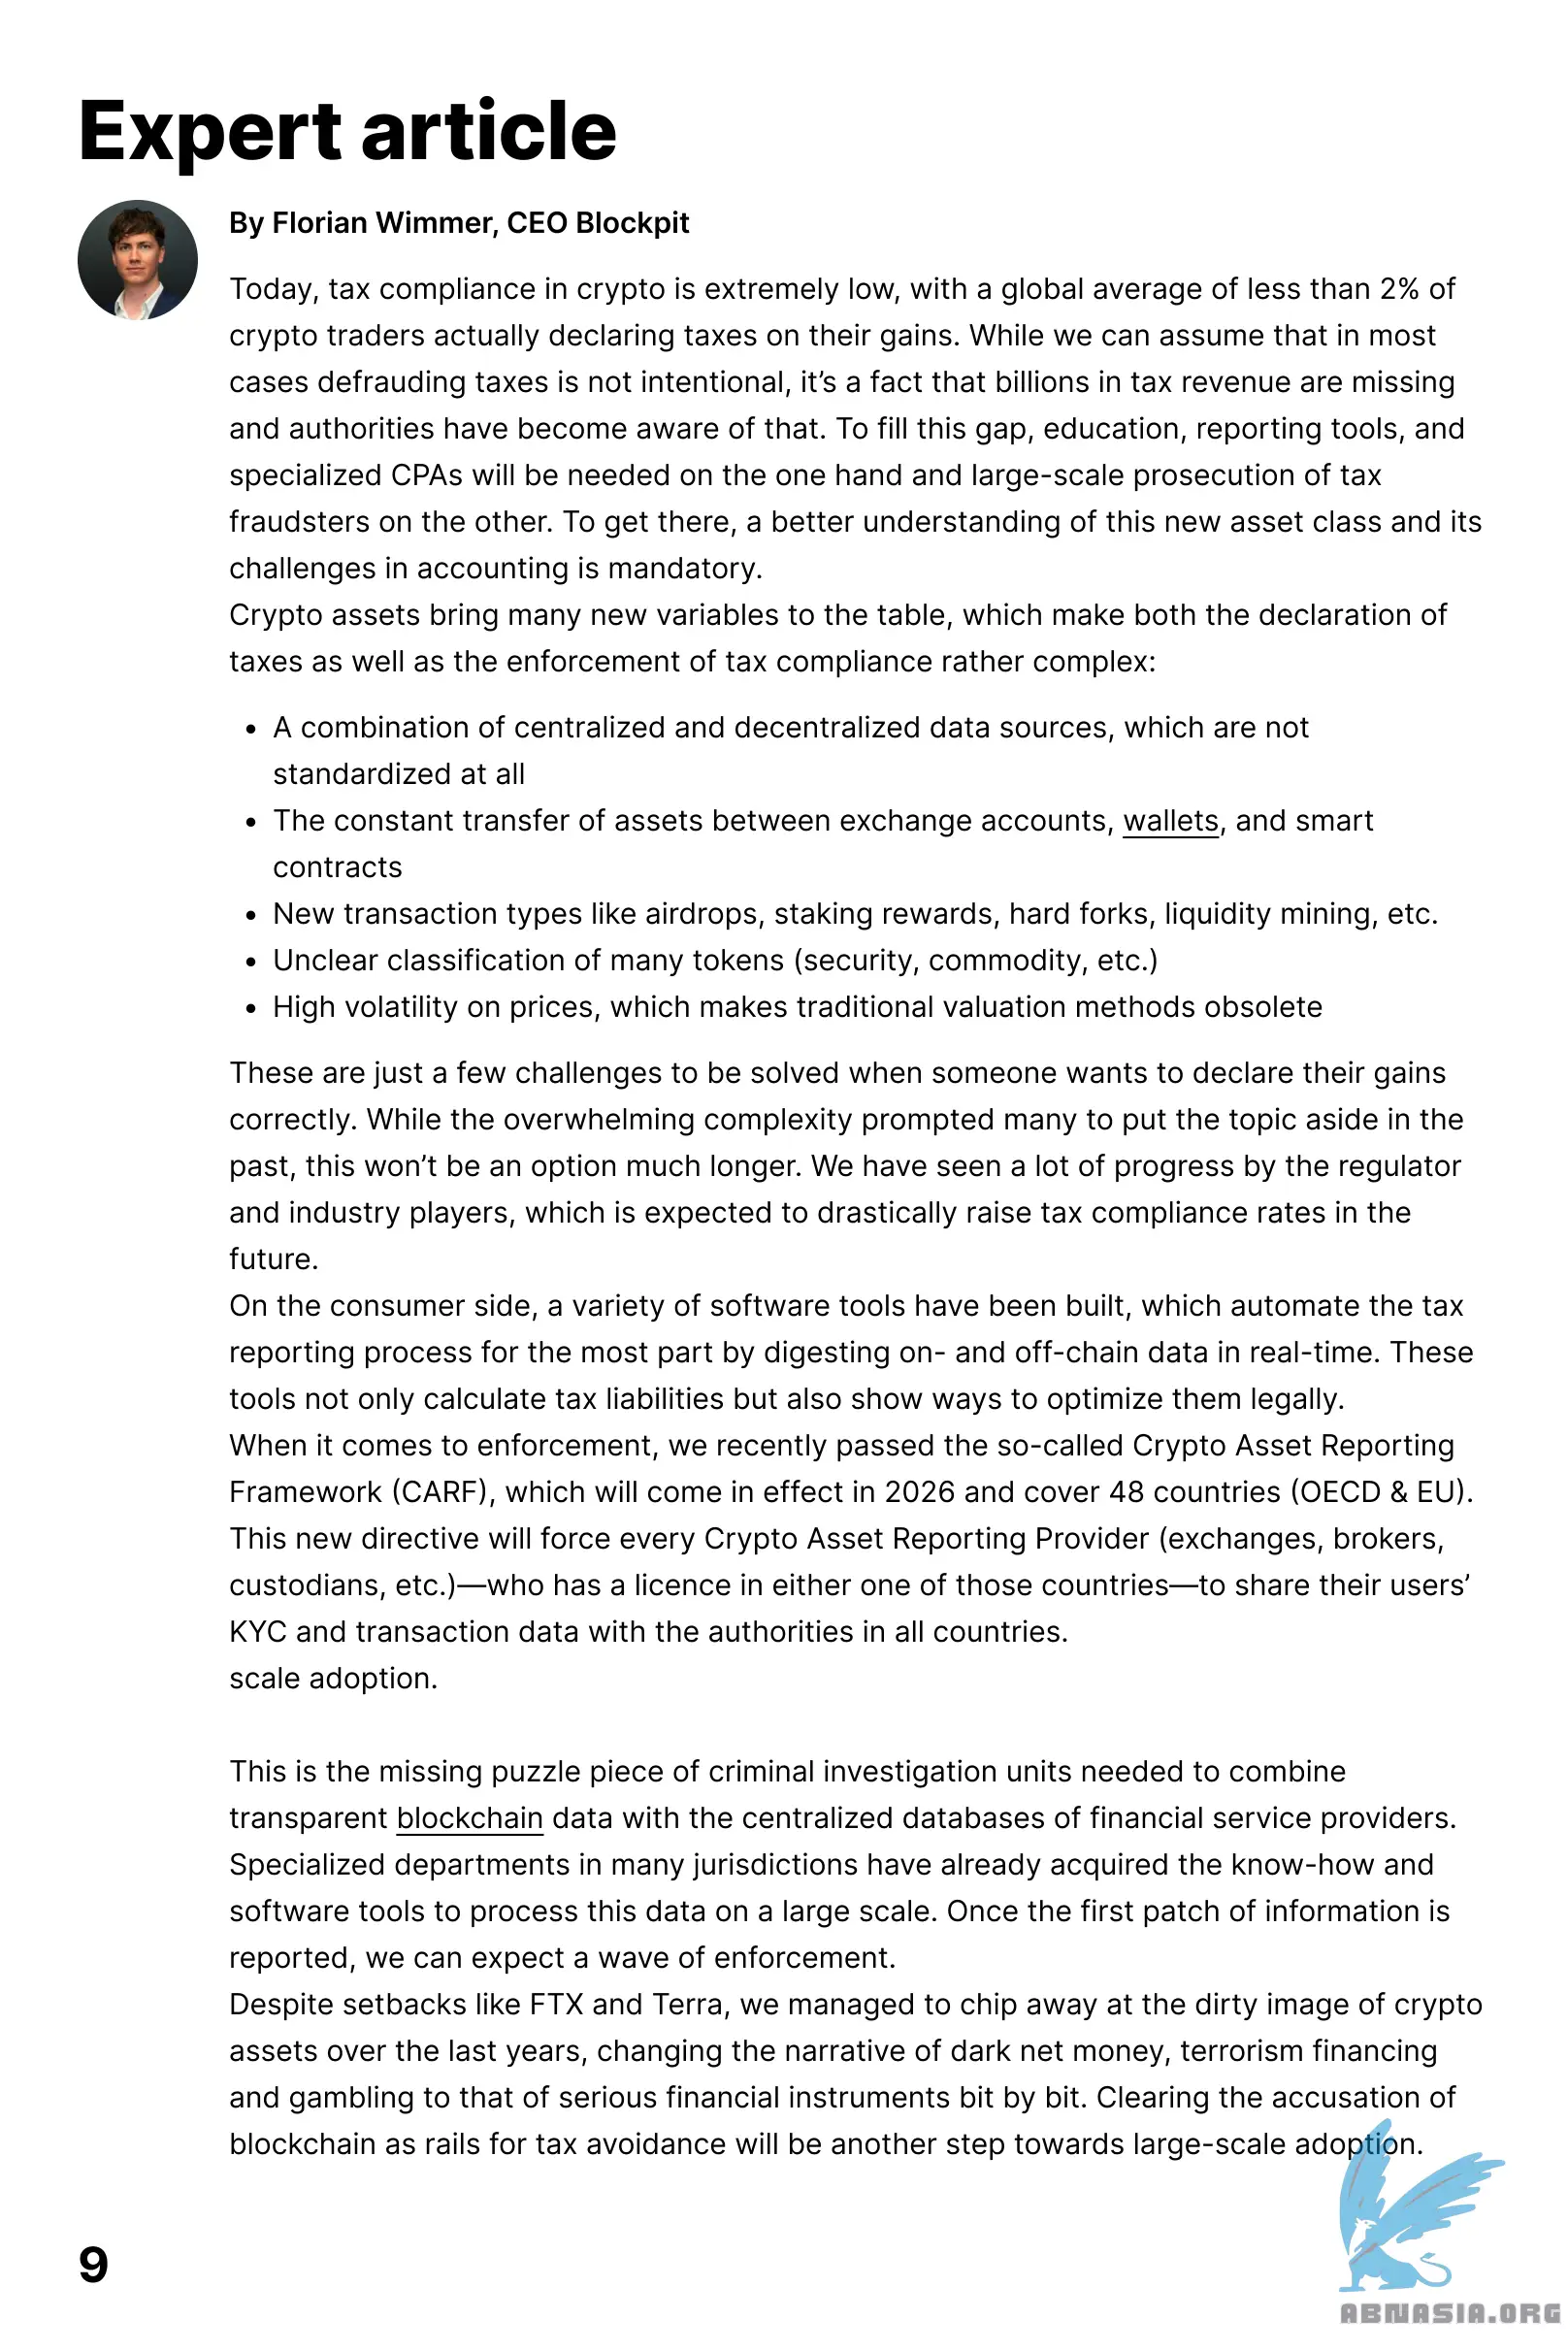 Expert article
By Florian Wimmer, CEO Blockpit
Today, tax compliance in crypto is extremely low, with a global average of less than 2% of
crypto traders actually declaring taxes on their gains. While we can assume that in most
cases defrauding taxes is not intentional, it’s a fact that billions in tax revenue are missing
and authorities have become aware of that. To fill this gap, education, reporting tools, and
specialized CPAs will be needed on the one hand and large-scale prosecution of tax
fraudsters on the other. To get there, a better understanding of this new asset class and its
challenges in accounting is mandatory.
Crypto assets bring many new variables to the table, which make both the declaration of
taxes as well as the enforcement of tax compliance rather complex:
• A combination of centralized and decentralized data sources, which are not
standardized at all
• The constant transfer of assets between exchange accounts, wallets, and smart
contracts
• New transaction types like airdrops, staking rewards, hard forks, liquidity mining, etc.
• Unclear classification of many tokens (security, commodity, etc.)
• High volatility on prices, which makes traditional valuation methods obsolete
These are just a few challenges to be solved when someone wants to declare their gains
correctly. While the overwhelming complexity prompted many to put the topic aside in the
past, this won’t be an option much longer. We have seen a lot of progress by the regulator
and industry players, which is expected to drastically raise tax compliance rates in the
future.
On the consumer side, a variety of software tools have been built, which automate the tax
reporting process for the most part by digesting on- and off-chain data in real-time. These
tools not only calculate tax liabilities but also show ways to optimize them legally.
When it comes to enforcement, we recently passed the so-called Crypto Asset Reporting
Framework (CARF), which will come in effect in 2026 and cover 48 countries (OECD & EU).
This new directive will force every Crypto Asset Reporting Provider (exchanges, brokers,
custodians, etc.)—who has a licence in either one of those countries—to share their users’
KYC and transaction data with the authorities in all countries.
scale adoption.
This is the missing puzzle piece of criminal investigation units needed to combine
transparent blockchain data with the centralized databases of financial service providers.
Specialized departments in many jurisdictions have already acquired the know-how and
software tools to process this data on a large scale. Once the first patch of information is
reported, we can expect a wave of enforcement.
Despite setbacks like FTX and Terra, we managed to chip away at the dirty image of crypto
assets over the last years, changing the narrative of dark net money, terrorism financing
and gambling to that of serious financial instruments bit by bit. Clearing the accusation of
blockchain as rails for tax avoidance will be another step towards large-scale adoption.
9
ABNASIA.ORG